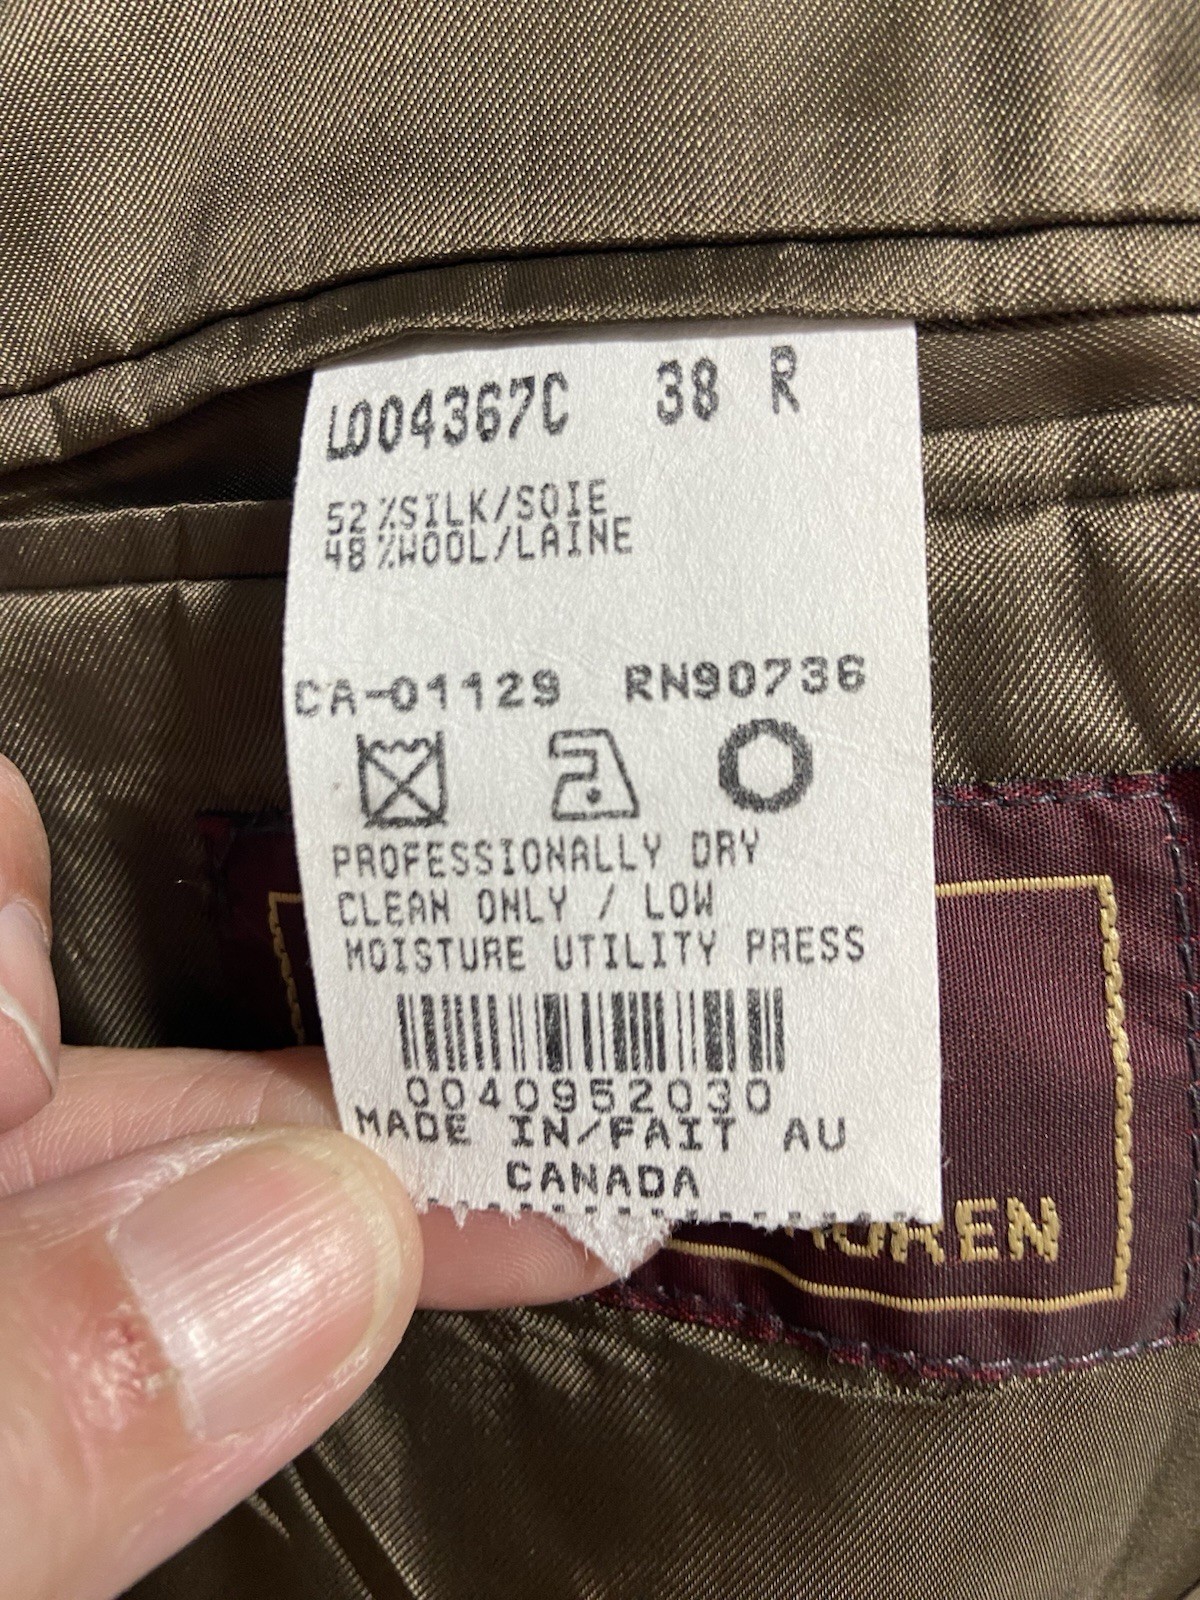 L004367C 38 R
52%SILK/SOIE
48%WOOL/LAINE
CA-01129 RN90736
PROFESSIONALLY DRY
CLEAN ONLY / LOW
MOISTURE UTILITY PRESS
0040952030
MADE IN/FAIT AU
CANADA